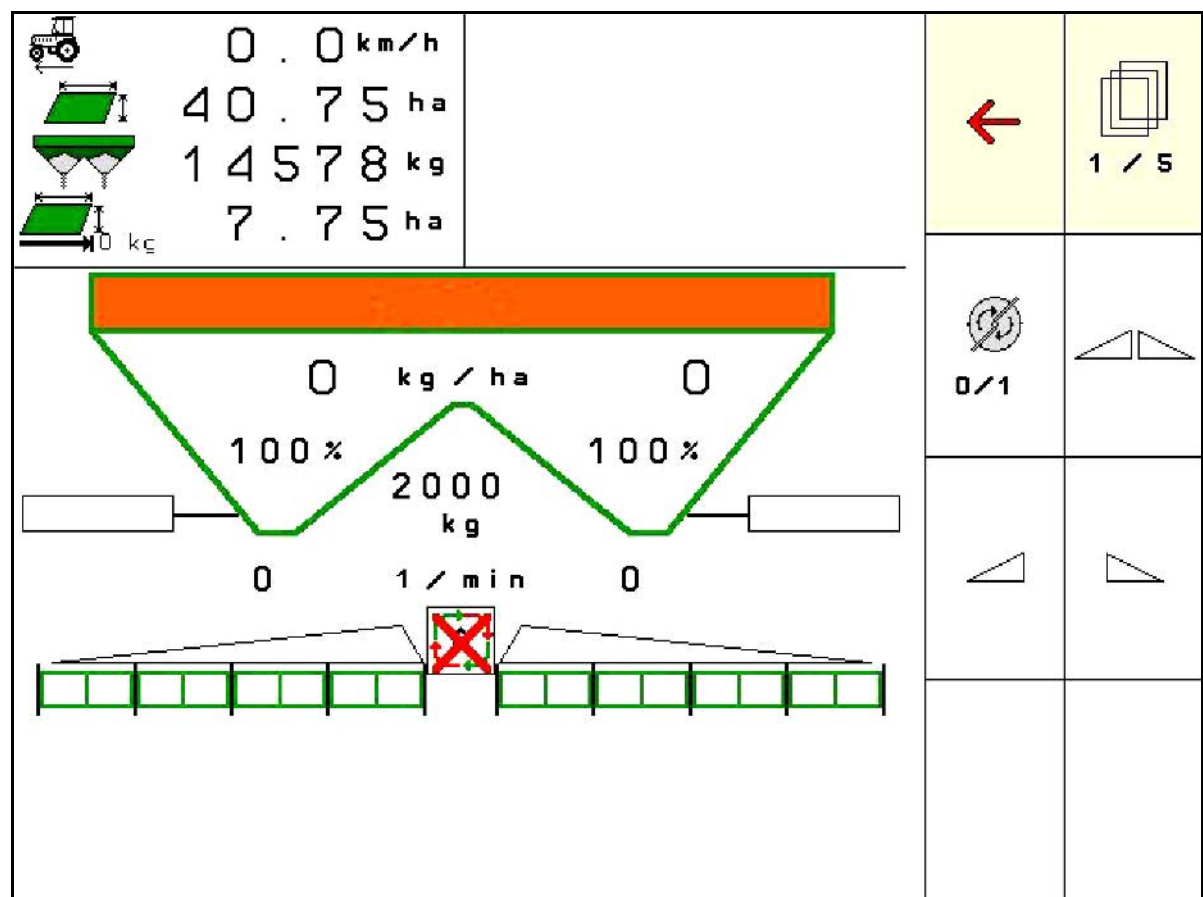 0.0 km/h
40.75 ha
14578 kg
7.75 ha
0 kg
1 / 5
0/1
0 kg/ha 0
100% 100%
2000
kg
0 1/min 0